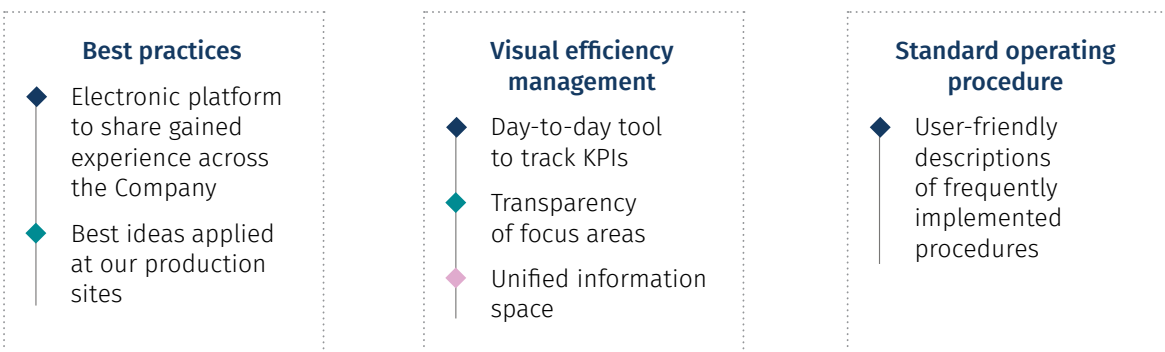 Best practices
Electronic platform
to share gained
experience across
the Company
Best ideas applied
at our production
sites
Visual efficiency
management
Day-to-day tool
to track KPIs
Transparency
of focus areas
Unified information
space
Standard operating
procedure
User-friendly
descriptions
of frequently
implemented
procedures